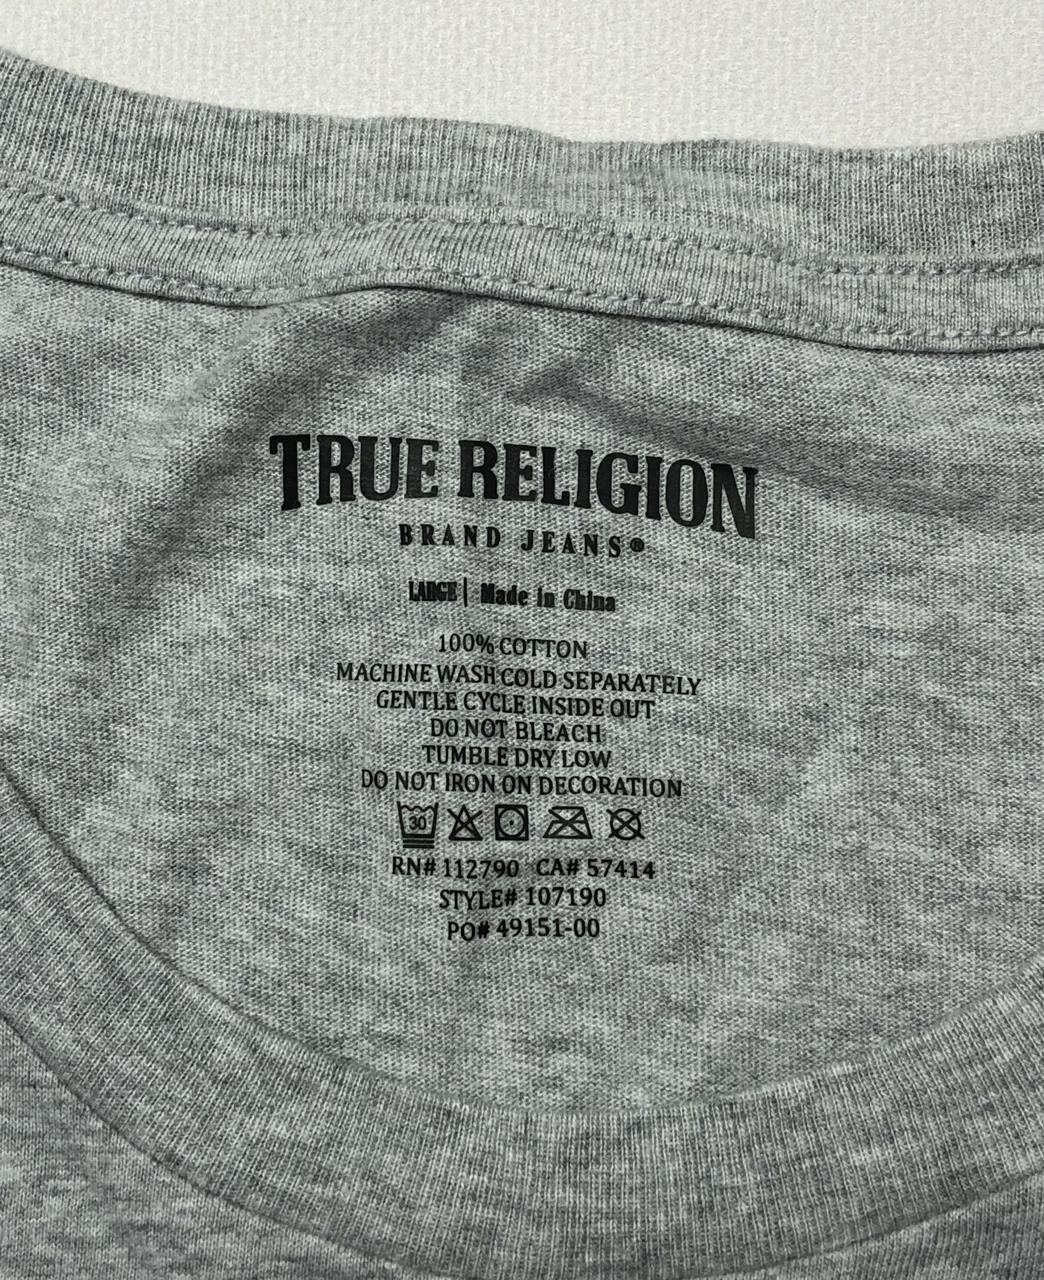 TRUE RELIGION
BRAND JEANS®
LARGE | Made in China
100% COTTON
MACHINE WASH COLD SEPARATELY
GENTLE CYCLE INSIDE OUT
DO NOT BLEACH
TUMBLE DRY LOW
DO NOT IRON ON DECORATION
30
RN# 112790 CA# 57414
STYLE# 107190
PO# 49151-00